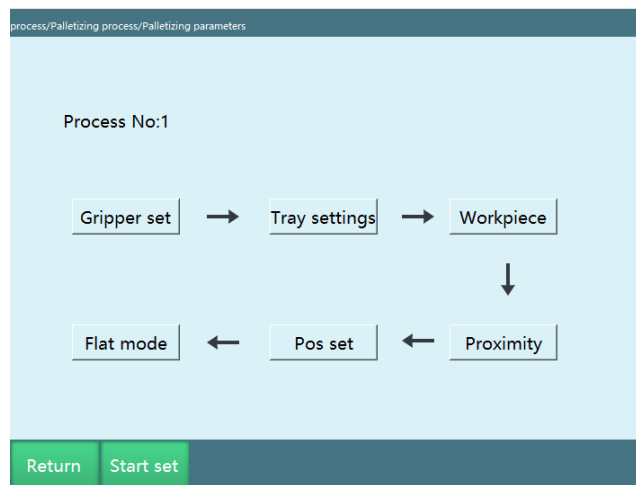 process/Palletizing process/Palletizing parameters
Process No:1
Gripper set
Tray settings
Workpiece
Flat mode
Pos set
Proximity
Return
Start set